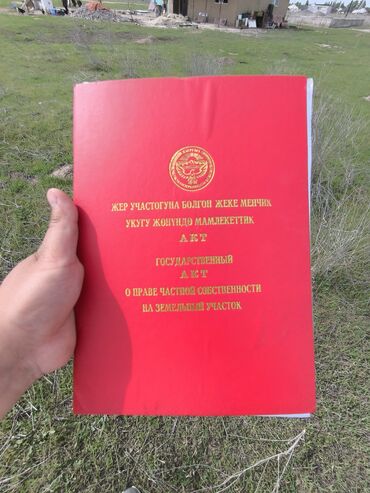 ЖЕР УЧАСТОГУНА БОЛГОН ЖЕКЕ МЕНЧИК
УКУГУ ЖӨНҮНДӨ МАМЛЕКЕТТИК
АКТ
ГОСУДАРСТВЕННЫЙ
АКТ
О ПРАВЕ ЧАСТНОЙ СОБСТВЕННОСТИ
НА ЗЕМЕЛЬНЫЙ УЧАСТОК